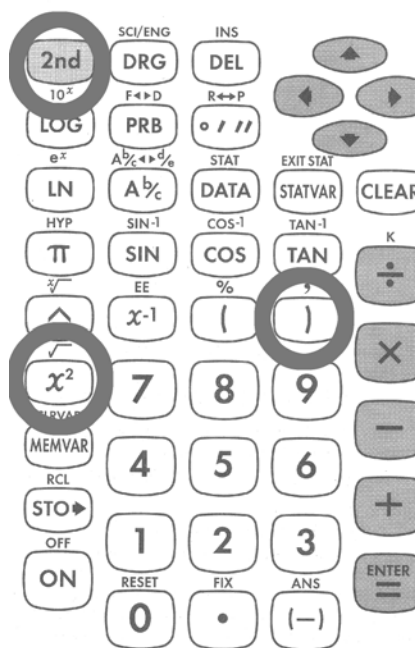 SCI/ENG INS
2nd DRG DEL
10ˣ F◄►D R↔P
LOG PRB ° ′ ″
eˣ Ab/c◄►d/e STAT EXIT STAT
LN Ab/c DATA STATVAR CLEAR
HYP SIN-1 COS-1 TAN-1 K
π SIN COS TAN ÷
ˣ√ EE % ,
^ x-1 ( ) ×
√
x² 7 8 9 −
MEMVAR 4 5 6
RCL
STO► 1 2 3 +
OFF
ON
RESET FIX ANS ENTER
0 . (−) =